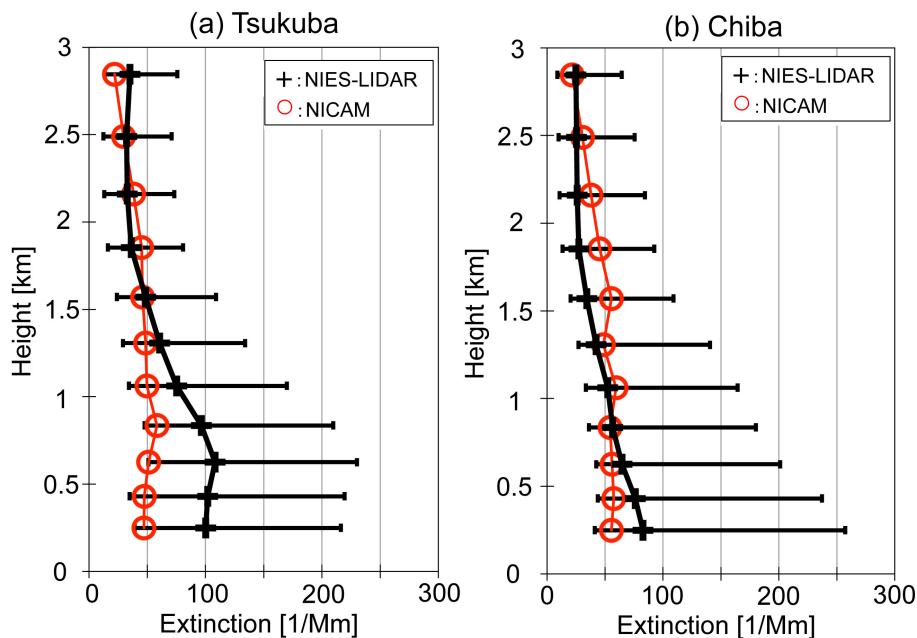 (a) Tsukuba
3
2.5
2
1.5
1
0.5
0
Height [km]
+ : NIES-LIDAR
○ : NICAM
0 100 200 300
Extinction [1/Mm]
(b) Chiba
3
2.5
2
1.5
1
0.5
0
Height [km]
+ : NIES-LIDAR
○ : NICAM
0 100 200 300
Extinction [1/Mm]